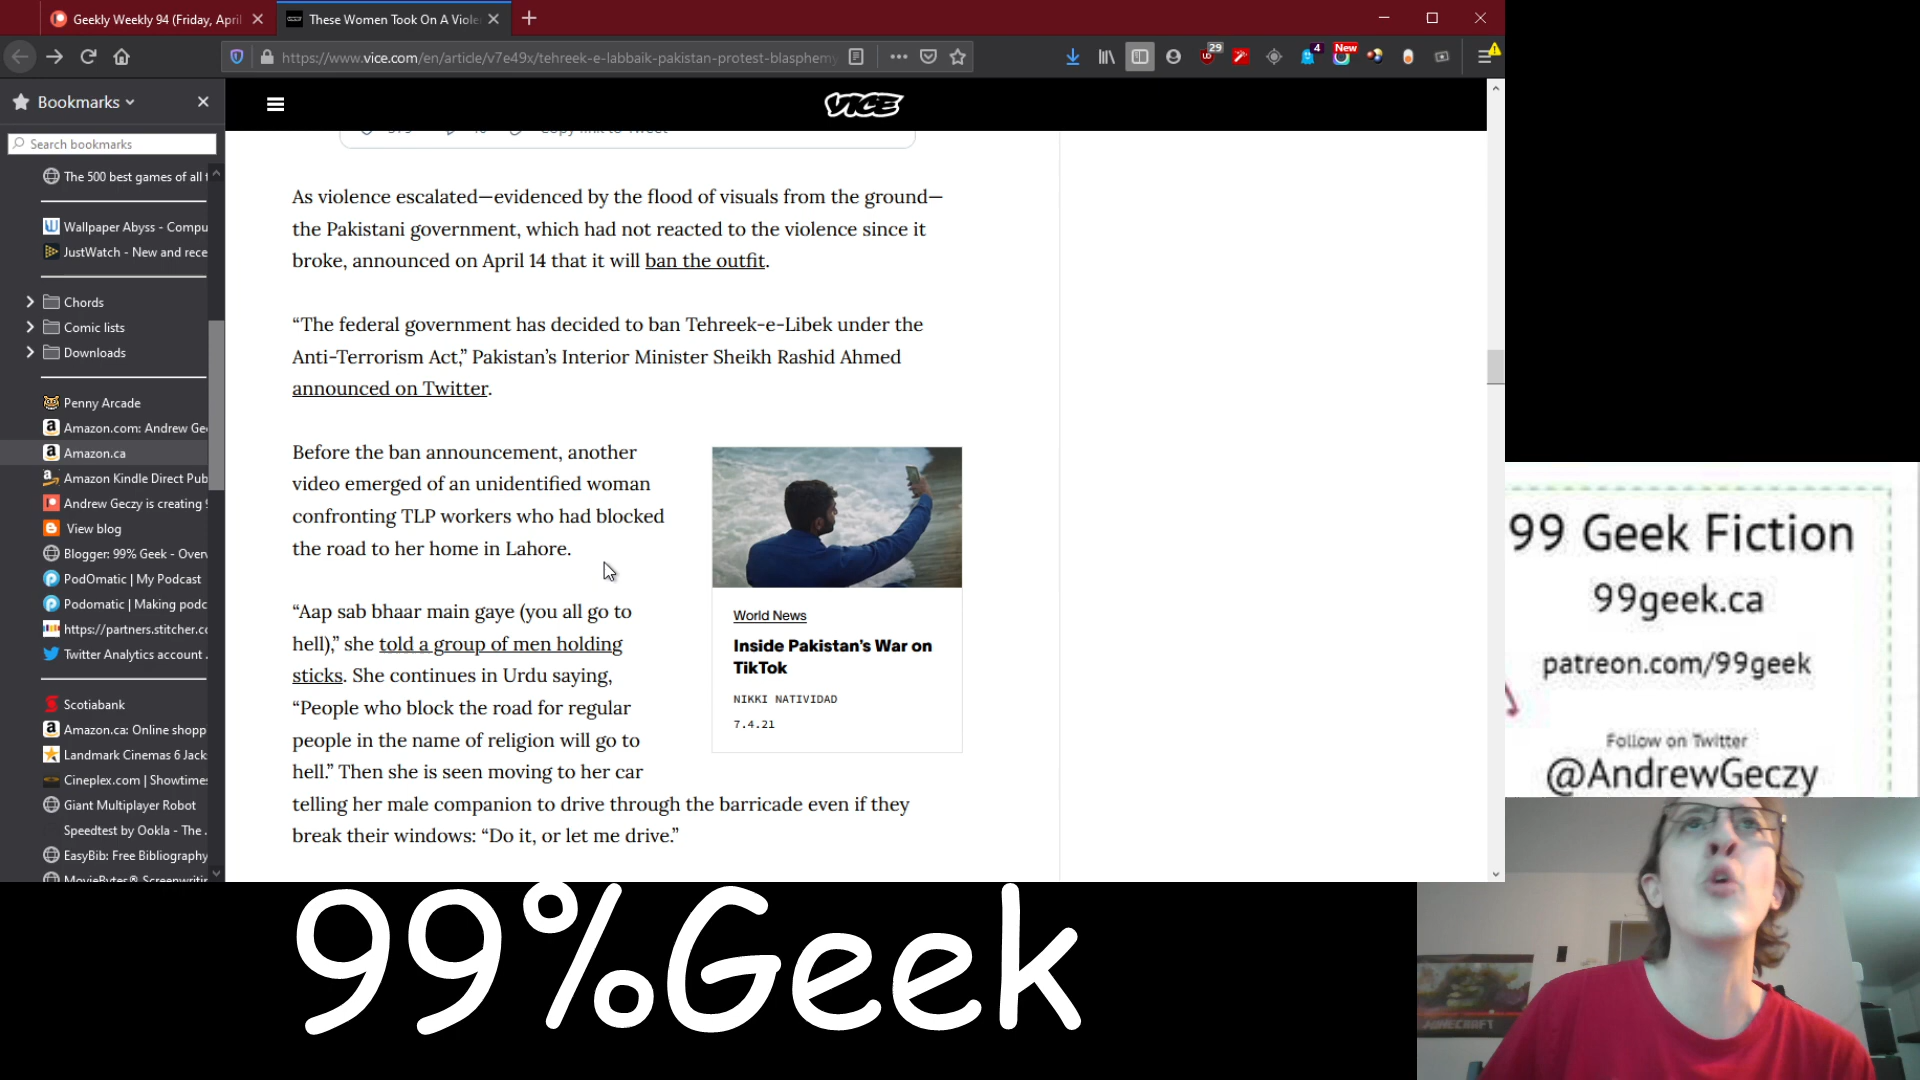 Geekly Weekly 94 (Friday, April
These Women Took On A Viole
https://www.vice.com/en/article/v7e49x/tehreek-e-labbaik-pakistan-protest-blasphemy
29
4
New
Bookmarks
Search bookmarks
The 500 best games of all t
Wallpaper Abyss - Compu
JustWatch - New and rece
Chords
Comic lists
Downloads
Penny Arcade
Amazon.com: Andrew Ge
Amazon.ca
Amazon Kindle Direct Pub
Andrew Geczy is creating 9
View blog
Blogger: 99% Geek - Overv
PodOmatic | My Podcast
Podomatic | Making podc
https://partners.stitcher.co
Twitter Analytics account .
Scotiabank
Amazon.ca: Online shopp
Landmark Cinemas 6 Jack
Cineplex.com | Showtimes
Giant Multiplayer Robot
Speedtest by Ookla - The .
EasyBib: Free Bibliography
MovieBytes® Screenwriti
VICE
Copy link to Tweet
As violence escalated—evidenced by the flood of visuals from the ground—
the Pakistani government, which had not reacted to the violence since it
broke, announced on April 14 that it will ban the outfit.
“The federal government has decided to ban Tehreek-e-Libek under the
Anti-Terrorism Act,” Pakistan’s Interior Minister Sheikh Rashid Ahmed
announced on Twitter.
Before the ban announcement, another
video emerged of an unidentified woman
confronting TLP workers who had blocked
the road to her home in Lahore.
“Aap sab bhaar main gaye (you all go to
hell),” she told a group of men holding
sticks. She continues in Urdu saying,
“People who block the road for regular
people in the name of religion will go to
hell.” Then she is seen moving to her car
telling her male companion to drive through the barricade even if they
break their windows: “Do it, or let me drive.”
World News
Inside Pakistan’s War on
TikTok
NIKKI NATIVIDAD
7.4.21
99 Geek Fiction
99geek.ca
patreon.com/99geek
Follow on Twitter
@AndrewGeczy
99%Geek
MINECRAFT